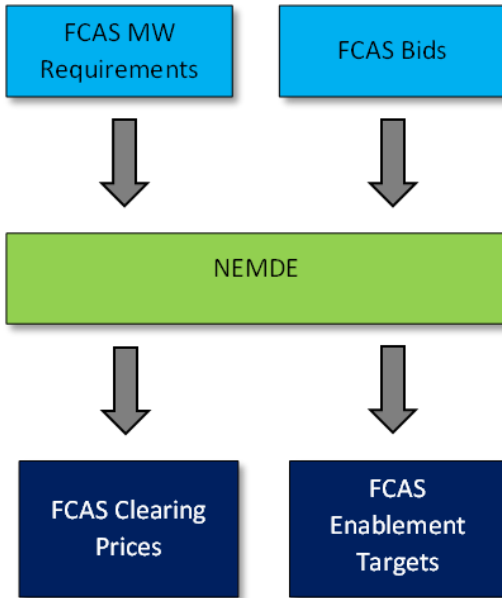 FCAS MW
Requirements
FCAS Bids
NEMDE
FCAS Clearing
Prices
FCAS
Enablement
Targets